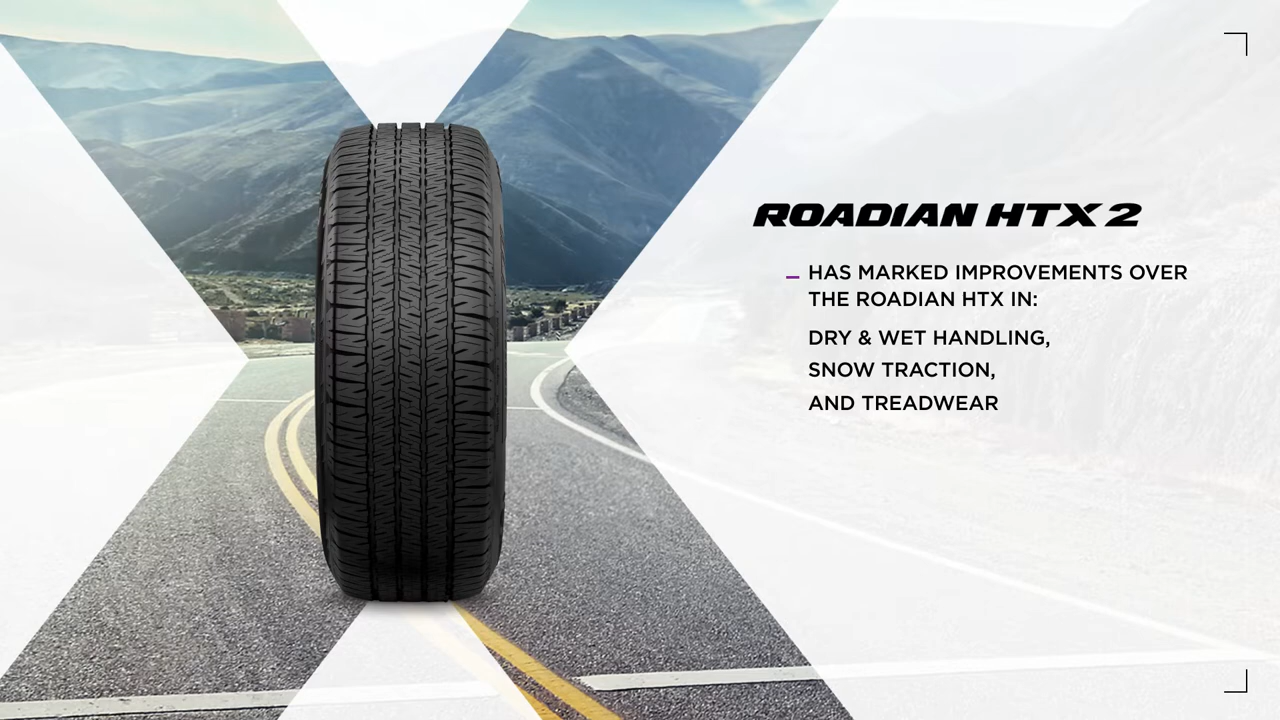 ROADIAN HTX 2
HAS MARKED IMPROVEMENTS OVER
THE ROADIAN HTX IN:
DRY & WET HANDLING,
SNOW TRACTION,
AND TREADWEAR